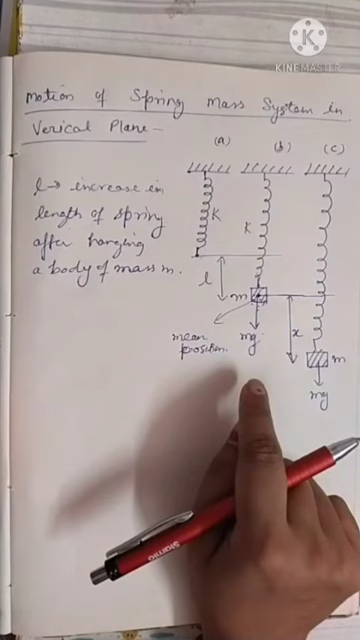 K
KINEMASTER
Motion of Spring Mass System in
Verical Plane -
(a) (b) (c)
l → increase in
length of spring
after hanging
a body of mass m.
K
K
l
m
mean
position.
mg
x
m
mg